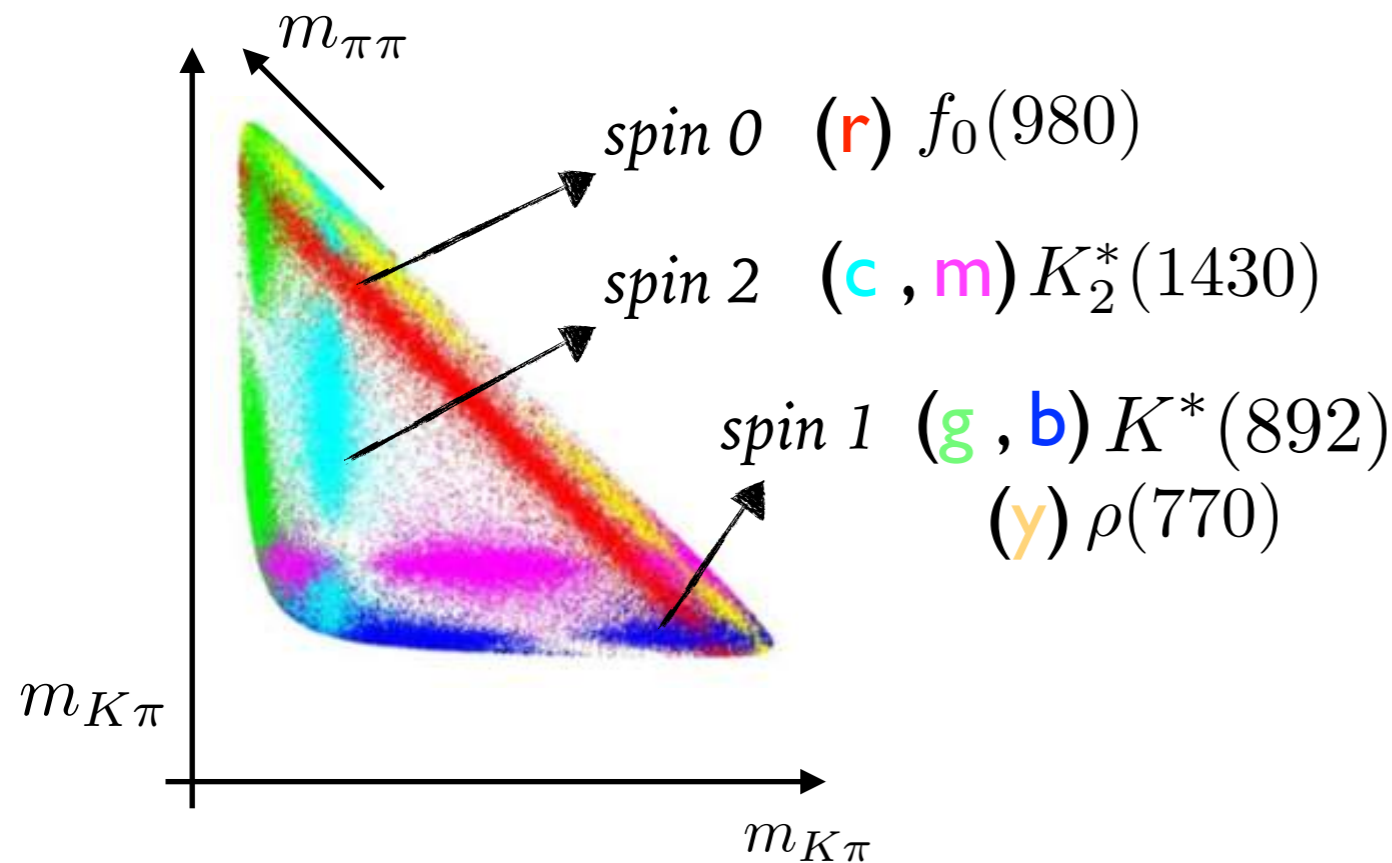 m_{ππ}
spin 0 (r) f_0(980)
spin 2 (c , m) K_2^*(1430)
spin 1 (g , b) K^*(892)
(y) ρ(770)
m_{Kπ}
m_{Kπ}